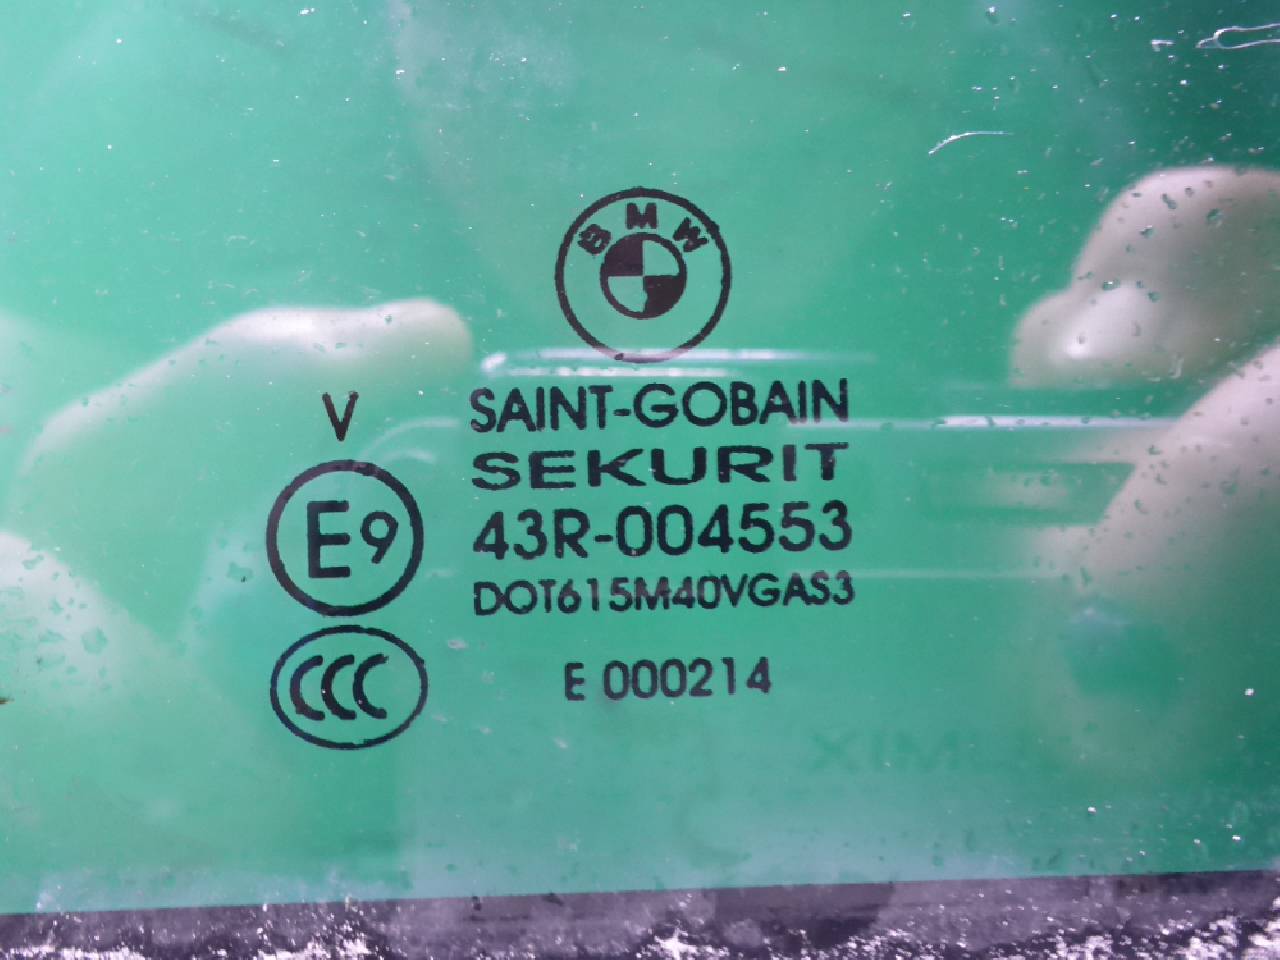 BMW
SAINT-GOBAIN
V
SEKURIT
E9
43R-004553
DOT615M40VGAS3
CCC
E 000214